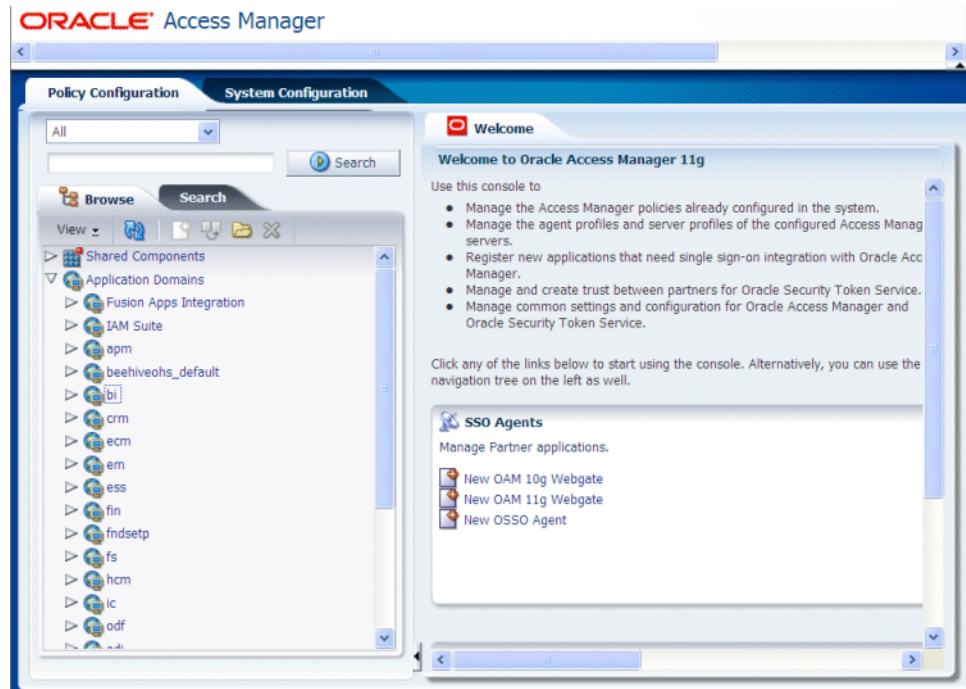 ORACLE Access Manager
Policy Configuration
System Configuration
All
Search
Browse
Search
View
Shared Components
Application Domains
Fusion Apps Integration
IAM Suite
apm
beehiveohs_default
bi
crm
ecm
em
ess
fin
fndsetp
fs
hcm
ic
odf
Welcome
Welcome to Oracle Access Manager 11g
Use this console to
Manage the Access Manager policies already configured in the system.
Manage the agent profiles and server profiles of the configured Access Manag
servers.
Register new applications that need single sign-on integration with Oracle Acc
Manager.
Manage and create trust between partners for Oracle Security Token Service.
Manage common settings and configuration for Oracle Access Manager and
Oracle Security Token Service.
Click any of the links below to start using the console. Alternatively, you can use the
navigation tree on the left as well.
SSO Agents
Manage Partner applications.
New OAM 10g Webgate
New OAM 11g Webgate
New OSSO Agent